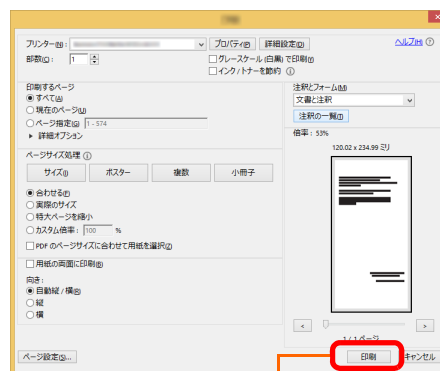 プリンター(N):
プロパティ(P)
詳細設定(D)
ヘルプ(H)
部数(C): 1
グレースケール (白黒) で印刷(Y)
インク / トナーを節約
印刷するページ
すべて(A)
現在のページ(U)
ページ指定(G) 1 - 574
詳細オプション
注釈とフォーム(M)
文書と注釈
注釈の一覧(T)
倍率: 53%
120.02 x 234.99 ミリ
ページサイズ処理
サイズ(I)
ポスター
複数
小冊子
合わせる(F)
実際のサイズ
特大ページを縮小
カスタム倍率: 100 %
PDF のページサイズに合わせて用紙を選択(Z)
用紙の両面に印刷(B)
向き:
自動縦 / 横(R)
縦
横
<
>
1 / 1 ページ
ページ設定(S)...
印刷
キャンセル